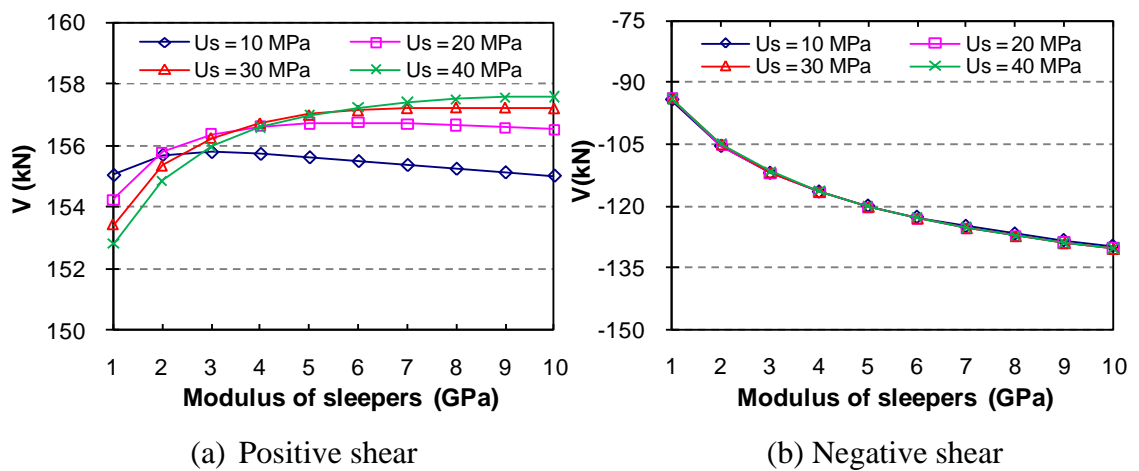 160
158
156
154
152
150
V (kN)
Us = 10 MPa
Us = 20 MPa
Us = 30 MPa
Us = 40 MPa
1 2 3 4 5 6 7 8 9 10
Modulus of sleepers (GPa)
(a) Positive shear
-75
-90
-105
-120
-135
-150
V(kN)
Us = 10 MPa
Us = 20 MPa
Us = 30 MPa
Us = 40 MPa
1 2 3 4 5 6 7 8 9 10
Modulus of sleepers (GPa)
(b) Negative shear